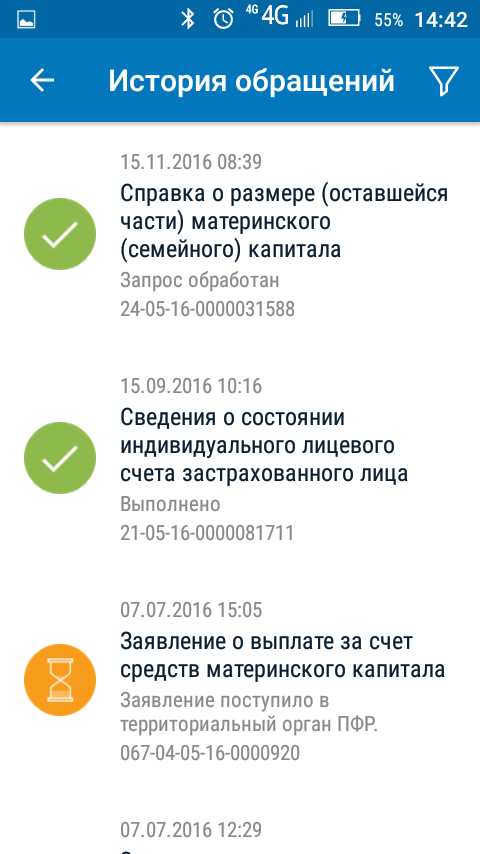 4G 4G 55% 14:42
История обращений
15.11.2016 08:39
Справка о размере (оставшейся
части) материнского
(семейного) капитала
Запрос обработан
24-05-16-0000031588
15.09.2016 10:16
Сведения о состоянии
индивидуального лицевого
счета застрахованного лица
Выполнено
21-05-16-0000081711
07.07.2016 15:05
Заявление о выплате за счет
средств материнского капитала
Заявление поступило в
территориальный орган ПФР.
067-04-05-16-0000920
07.07.2016 12:29